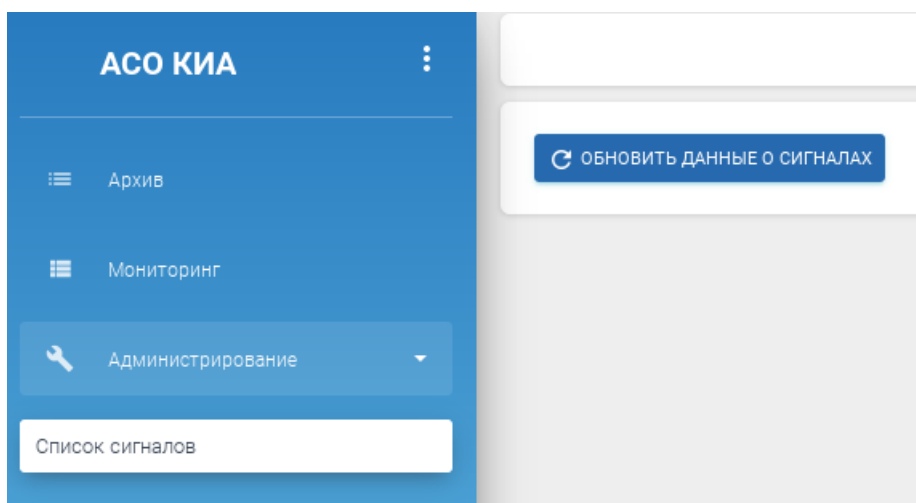 АСО КИА
ОБНОВИТЬ ДАННЫЕ О СИГНАЛАХ
Архив
Мониторинг
Администрирование
Список сигналов